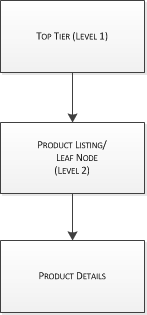 Top Tier (Level 1)
Product Listing/
Leaf Node
(Level 2)
Product Details